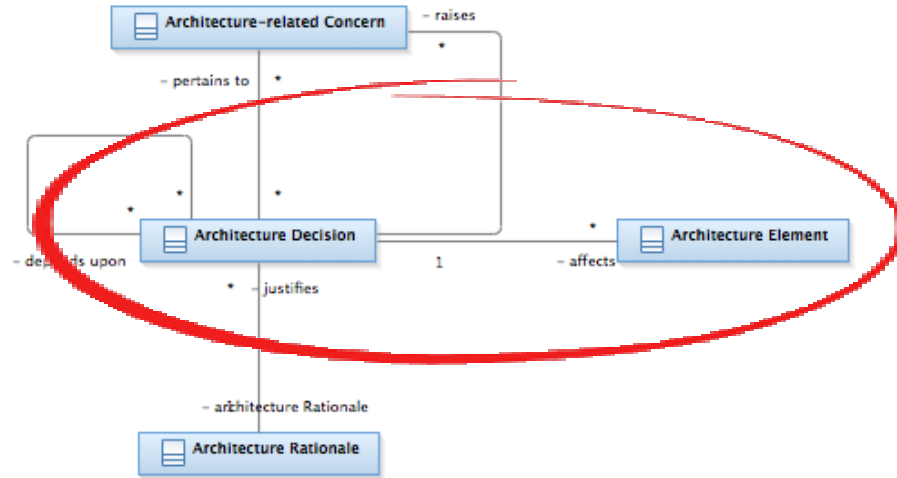 - raises
Architecture-related Concern
*
- pertains to *
* * *
*
Architecture Decision
Architecture Element
- depends upon
1
- affects
* - justifies
- architecture Rationale
Architecture Rationale